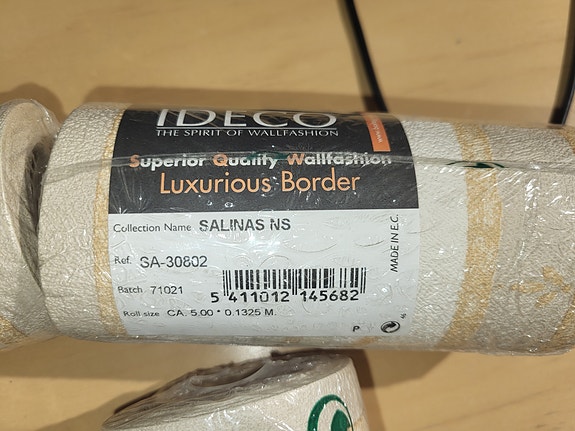 IDECO
THE SPIRIT OF WALLFASHION
Superior Quality Wallfashion
Luxurious Border
Collection Name SALINAS NS
Ref. SA-30802
Batch 71021
5 411012 145682
Roll size CA. 5.00 * 0.1325 M.
MADE IN E.C.
P